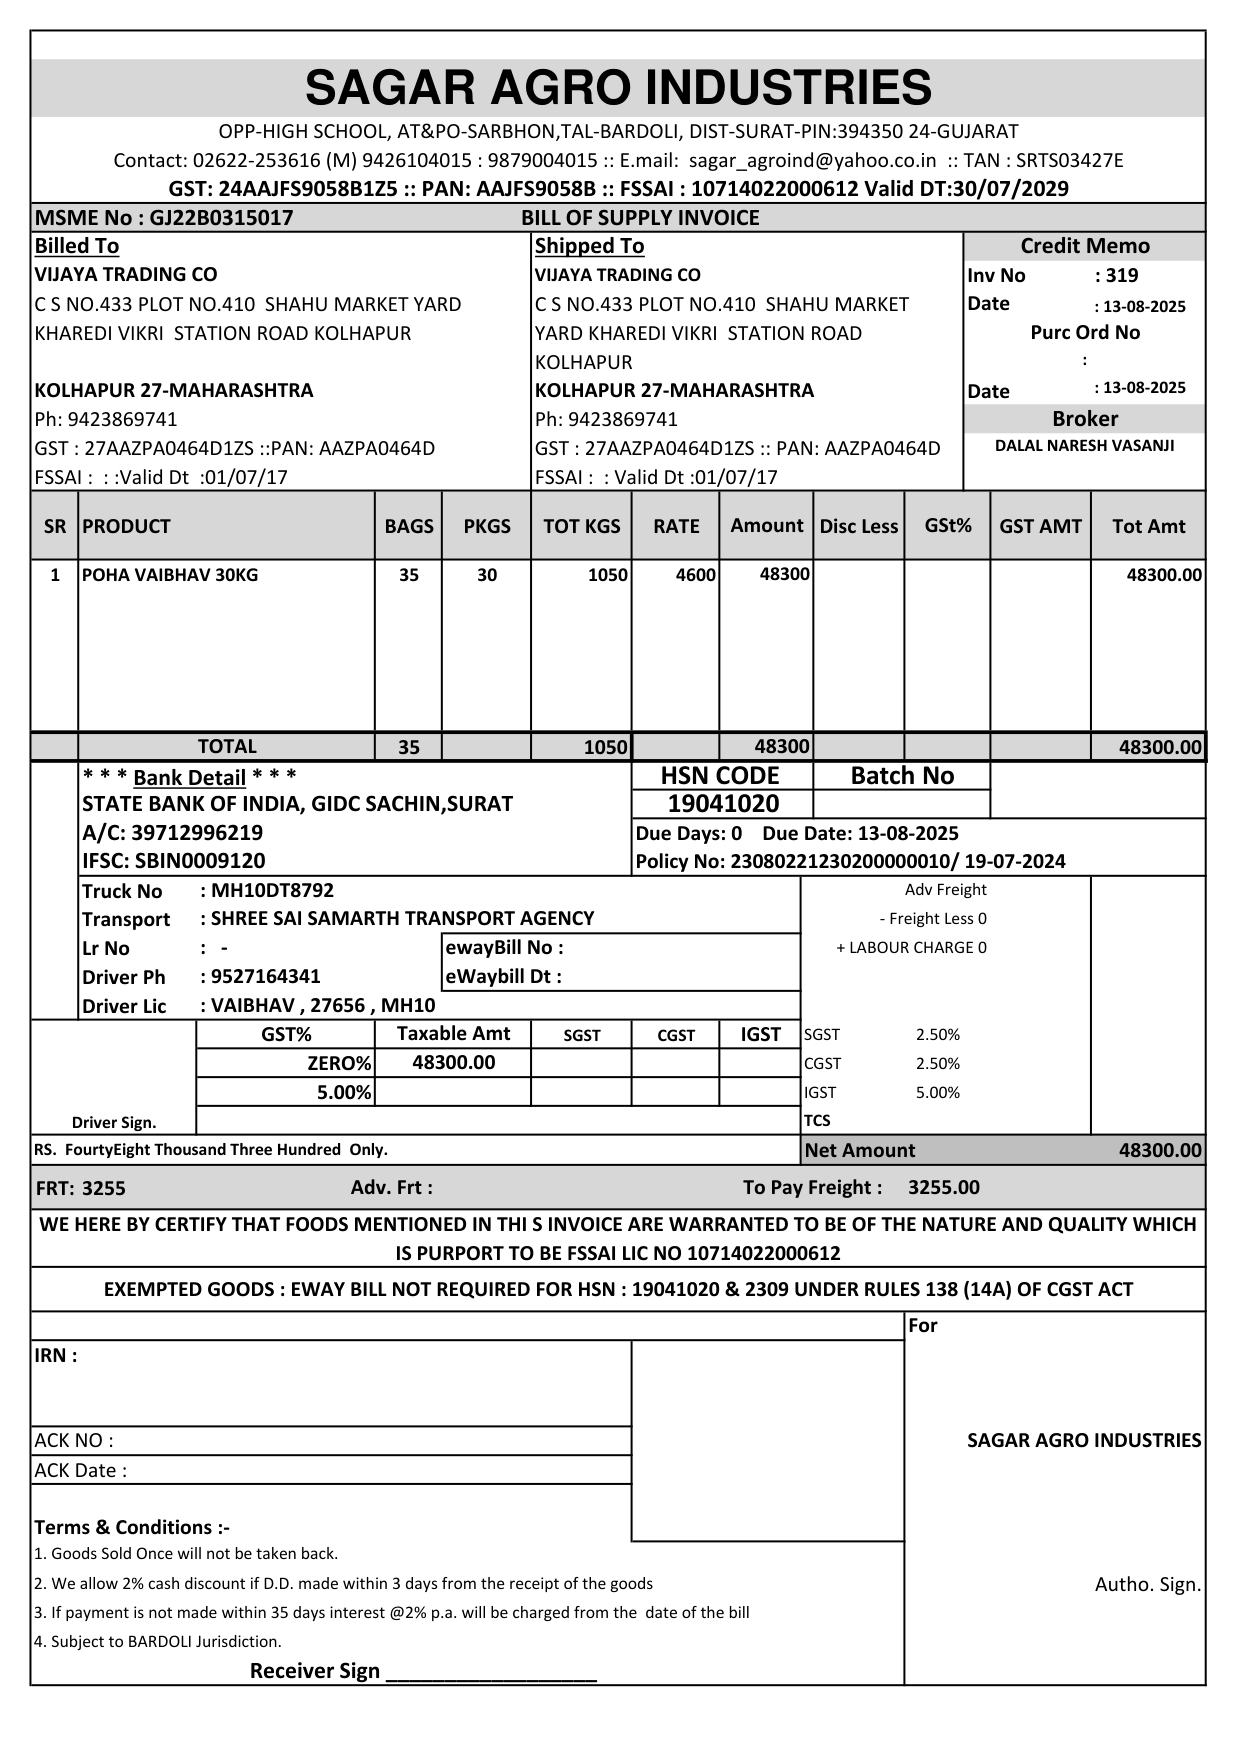 SAGAR AGRO INDUSTRIES
OPP-HIGH SCHOOL, AT&PO-SARBHON,TAL-BARDOLI, DIST-SURAT-PIN:394350 24-GUJARAT
Contact: 02622-253616 (M) 9426104015 : 9879004015 :: E.mail:  sagar_agroind@yahoo.co.in  :: TAN : SRTS03427E
GST: 24AAJFS9058B1Z5 :: PAN: AAJFS9058B :: FSSAI : 10714022000612 Valid DT:30/07/2029
MSME No : GJ22B0315017 BILL OF SUPPLY INVOICE
Billed To
VIJAYA TRADING CO
C S NO.433 PLOT NO.410  SHAHU MARKET YARD
KHAREDI VIKRI  STATION ROAD KOLHAPUR
KOLHAPUR 27-MAHARASHTRA
Ph: 9423869741
GST : 27AAZPA0464D1ZS ::PAN: AAZPA0464D
FSSAI :  : :Valid Dt  :01/07/17
Shipped To
VIJAYA TRADING CO
C S NO.433 PLOT NO.410  SHAHU MARKET
YARD KHAREDI VIKRI  STATION ROAD
KOLHAPUR
KOLHAPUR 27-MAHARASHTRA
Ph: 9423869741
GST : 27AAZPA0464D1ZS :: PAN: AAZPA0464D
FSSAI :  : Valid Dt :01/07/17
Credit Memo
Inv No : 319
Date : 13-08-2025
Purc Ord No
:
Date : 13-08-2025
Broker
DALAL NARESH VASANJI
SR PRODUCT BAGS PKGS TOT KGS RATE Amount Disc Less GSt% GST AMT Tot Amt
1 POHA VAIBHAV 30KG 35 30 1050 4600 48300 48300.00
TOTAL 35 1050 48300 48300.00
* * * Bank Detail * * *
STATE BANK OF INDIA, GIDC SACHIN,SURAT
A/C: 39712996219
IFSC: SBIN0009120
HSN CODE Batch No
19041020
Due Days: 0 Due Date: 13-08-2025
Policy No: 23080221230200000010/ 19-07-2024
Truck No : MH10DT8792
Transport : SHREE SAI SAMARTH TRANSPORT AGENCY
Lr No :  -
Driver Ph : 9527164341
Driver Lic : VAIBHAV , 27656 , MH10
ewayBill No :
eWaybill Dt :
Adv Freight
- Freight Less 0
+ LABOUR CHARGE 0
GST% Taxable Amt SGST CGST IGST
ZERO% 48300.00
5.00%
Driver Sign.
SGST 2.50%
CGST 2.50%
IGST 5.00%
TCS
RS.  FourtyEight Thousand Three Hundred  Only.
Net Amount 48300.00
FRT: 3255 Adv. Frt : To Pay Freight : 3255.00
WE HERE BY CERTIFY THAT FOODS MENTIONED IN THI S INVOICE ARE WARRANTED TO BE OF THE NATURE AND QUALITY WHICH
IS PURPORT TO BE FSSAI LIC NO 10714022000612
EXEMPTED GOODS : EWAY BILL NOT REQUIRED FOR HSN : 19041020 & 2309 UNDER RULES 138 (14A) OF CGST ACT
For
IRN :
ACK NO :
SAGAR AGRO INDUSTRIES
ACK Date :
Terms & Conditions :-
1. Goods Sold Once will not be taken back.
2. We allow 2% cash discount if D.D. made within 3 days from the receipt of the goods
Autho. Sign.
3. If payment is not made within 35 days interest @2% p.a. will be charged from the  date of the bill
4. Subject to BARDOLI Jurisdiction.
Receiver Sign ___________________